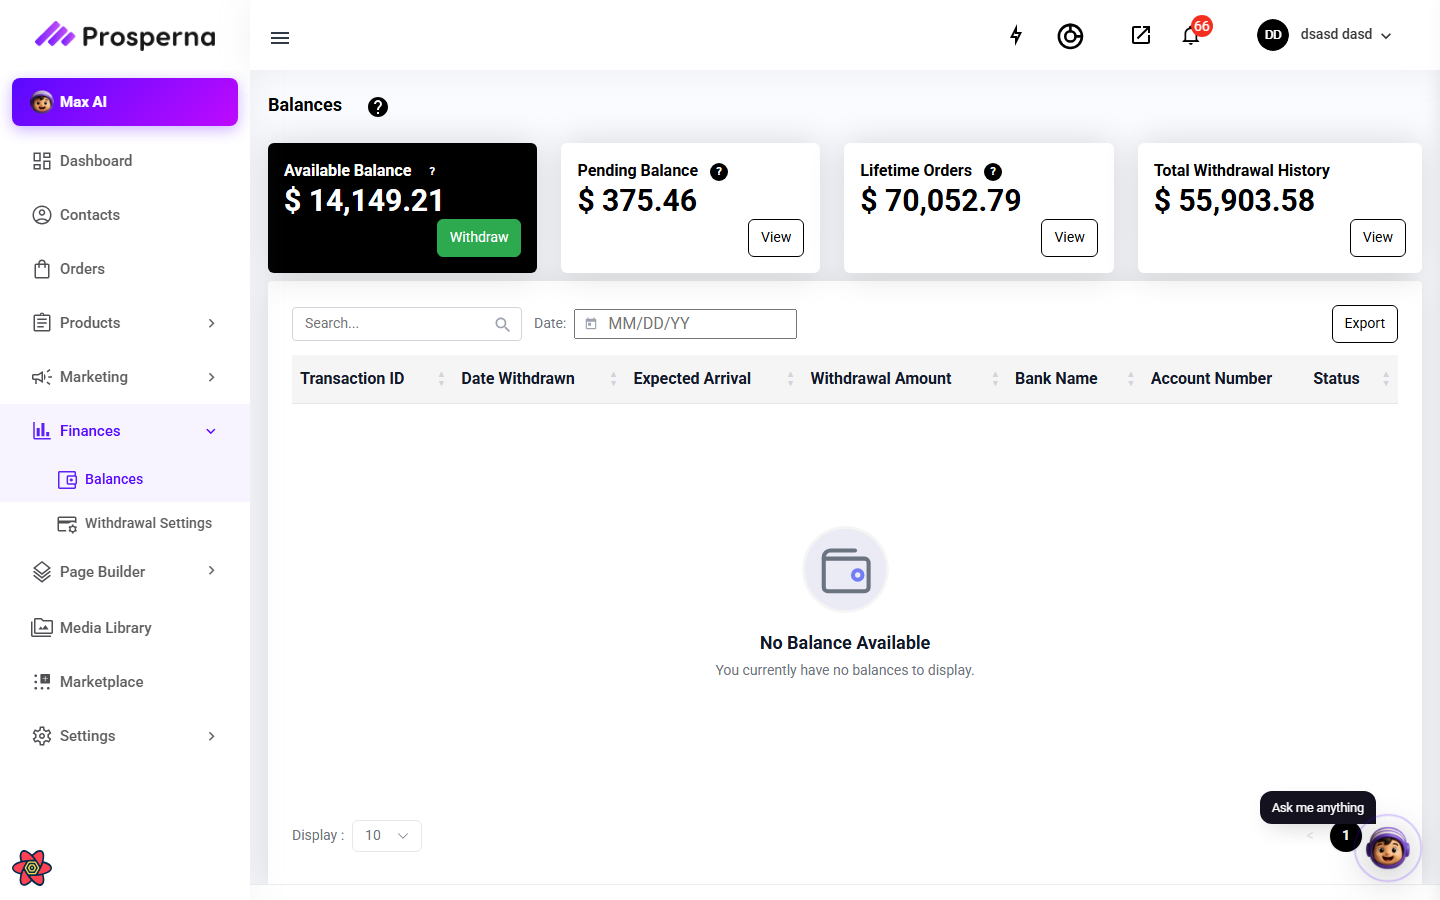 Prosperna
Max AI
Dashboard
Contacts
Orders
Products
Marketing
Finances
Balances
Withdrawal Settings
Page Builder
Media Library
Marketplace
Settings
66
DD
dsasd dasd
Balances ?
Available Balance ?
$ 14,149.21
Withdraw
Pending Balance ?
$ 375.46
View
Lifetime Orders ?
$ 70,052.79
View
Total Withdrawal History
$ 55,903.58
View
Search...
Date: MM/DD/YY
Export
Transaction ID Date Withdrawn Expected Arrival Withdrawal Amount Bank Name Account Number Status
No Balance Available
You currently have no balances to display.
Display : 10
Ask me anything
< 1